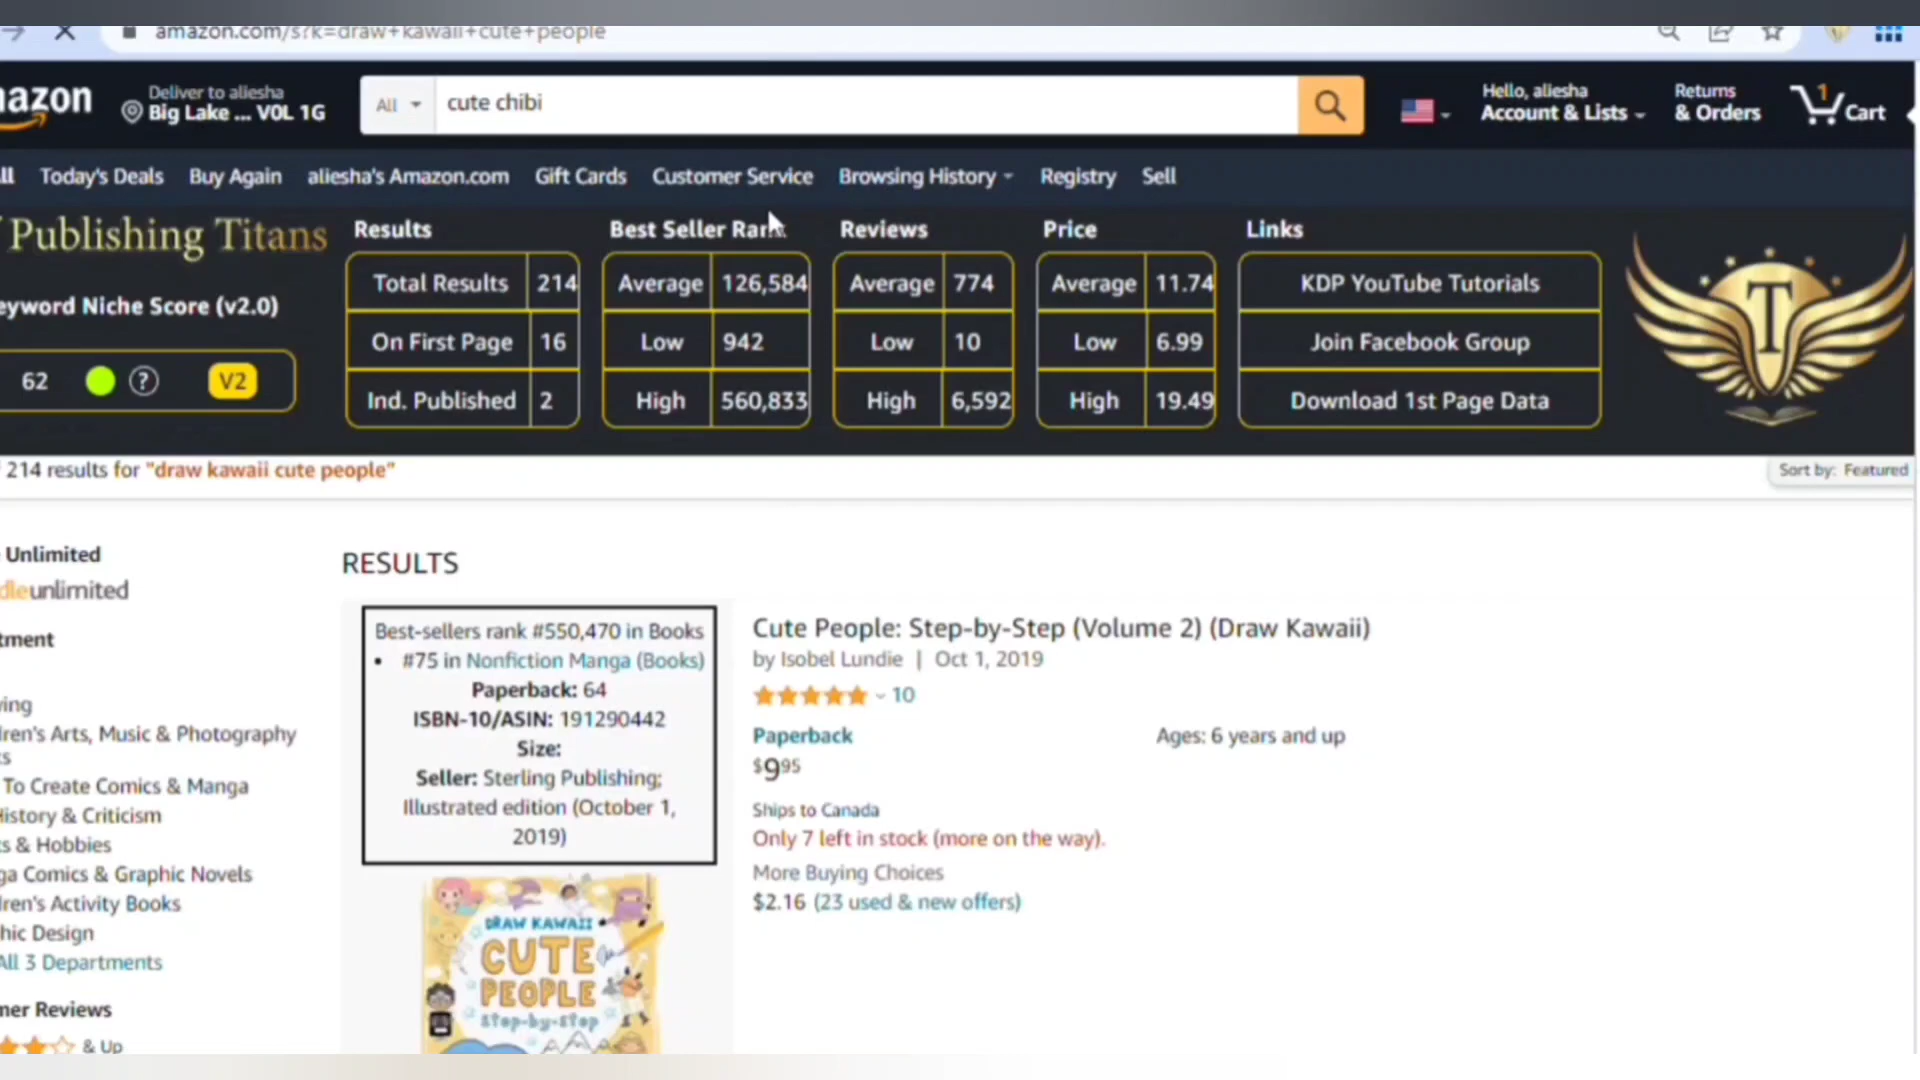 amazon.com/s?k=draw+kawaii+cute+people
nazon
Deliver to aliesha
Big Lake ... V0L 1G
All
cute chibi
Hello, aliesha
Account & Lists
Returns
& Orders
1
Cart
ll Today's Deals Buy Again aliesha's Amazon.com Gift Cards Customer Service Browsing History Registry Sell
Publishing Titans
eyword Niche Score (v2.0)
62 ? V2
Results
Total Results 214
On First Page 16
Ind. Published 2
Best Seller Rank
Average 126,584
Low 942
High 560,833
Reviews
Average 774
Low 10
High 6,592
Price
Average 11.74
Low 6.99
High 19.49
Links
KDP YouTube Tutorials
Join Facebook Group
Download 1st Page Data
T
214 results for "draw kawaii cute people"
Sort by: Featured
Unlimited
dleunlimited
tment
ving
ren's Arts, Music & Photography
s
To Create Comics & Manga
History & Criticism
s & Hobbies
ga Comics & Graphic Novels
ren's Activity Books
hic Design
All 3 Departments
mer Reviews
& Up
RESULTS
Best-sellers rank #550,470 in Books
• #75 in Nonfiction Manga (Books)
Paperback: 64
ISBN-10/ASIN: 191290442
Size:
Seller: Sterling Publishing;
Illustrated edition (October 1,
2019)
DRAW KAWAII
CUTE
PEOPLE
step-by-step
Cute People: Step-by-Step (Volume 2) (Draw Kawaii)
by Isobel Lundie | Oct 1, 2019
10
Paperback
$9.95
Ages: 6 years and up
Ships to Canada
Only 7 left in stock (more on the way).
More Buying Choices
$2.16 (23 used & new offers)